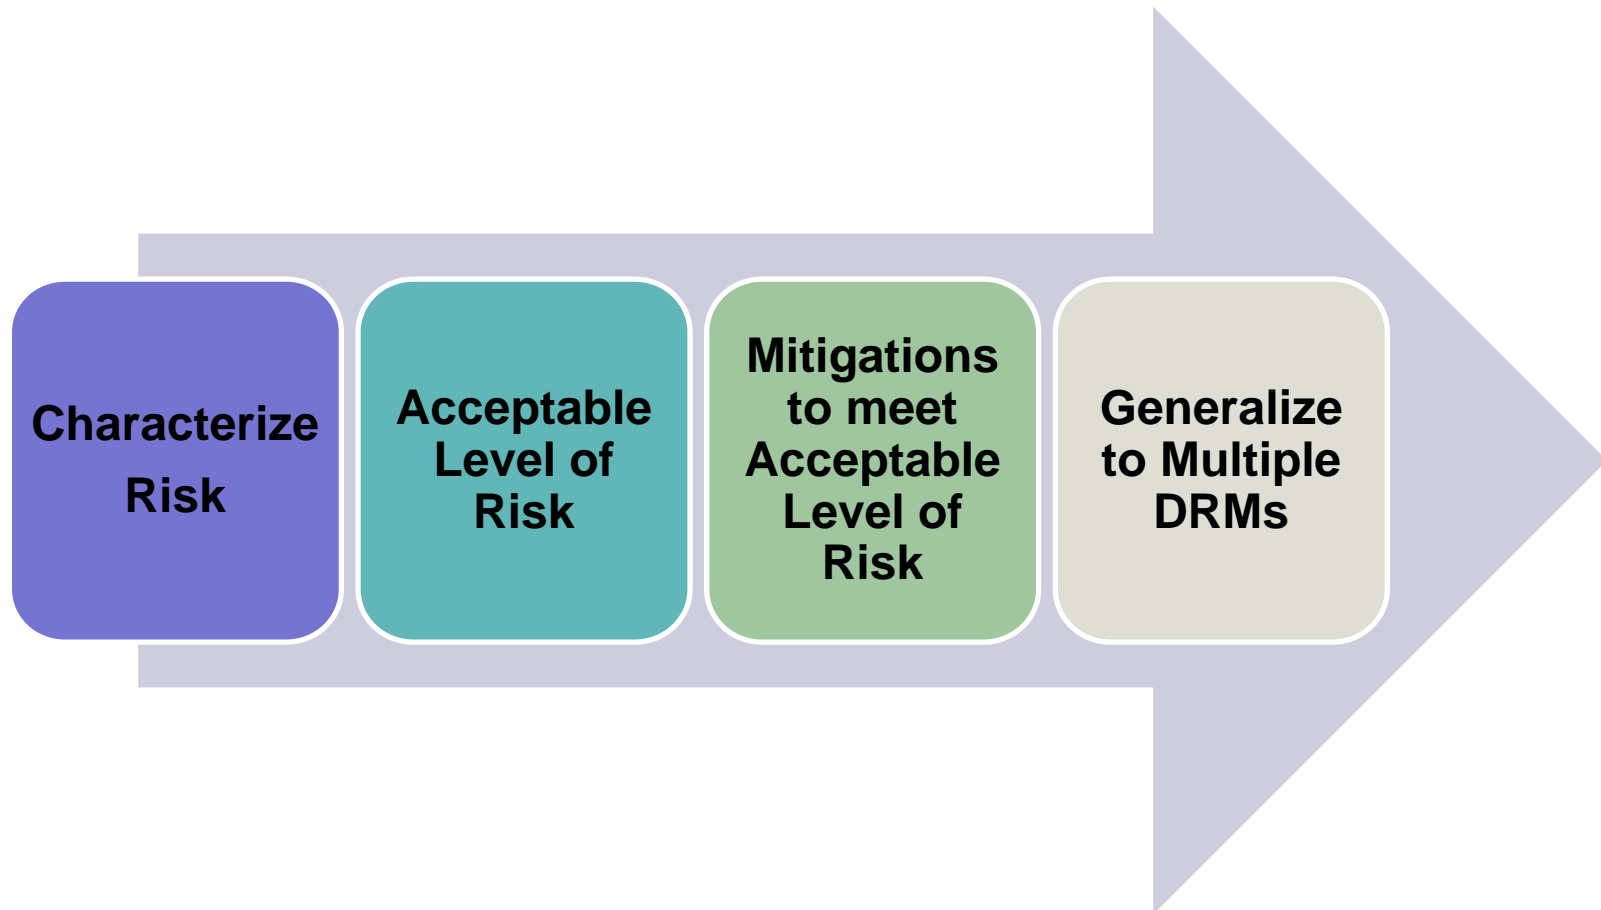 Characterize
Risk
Acceptable
Level of
Risk
Mitigations
to meet
Acceptable
Level of
Risk
Generalize
to Multiple
DRMs